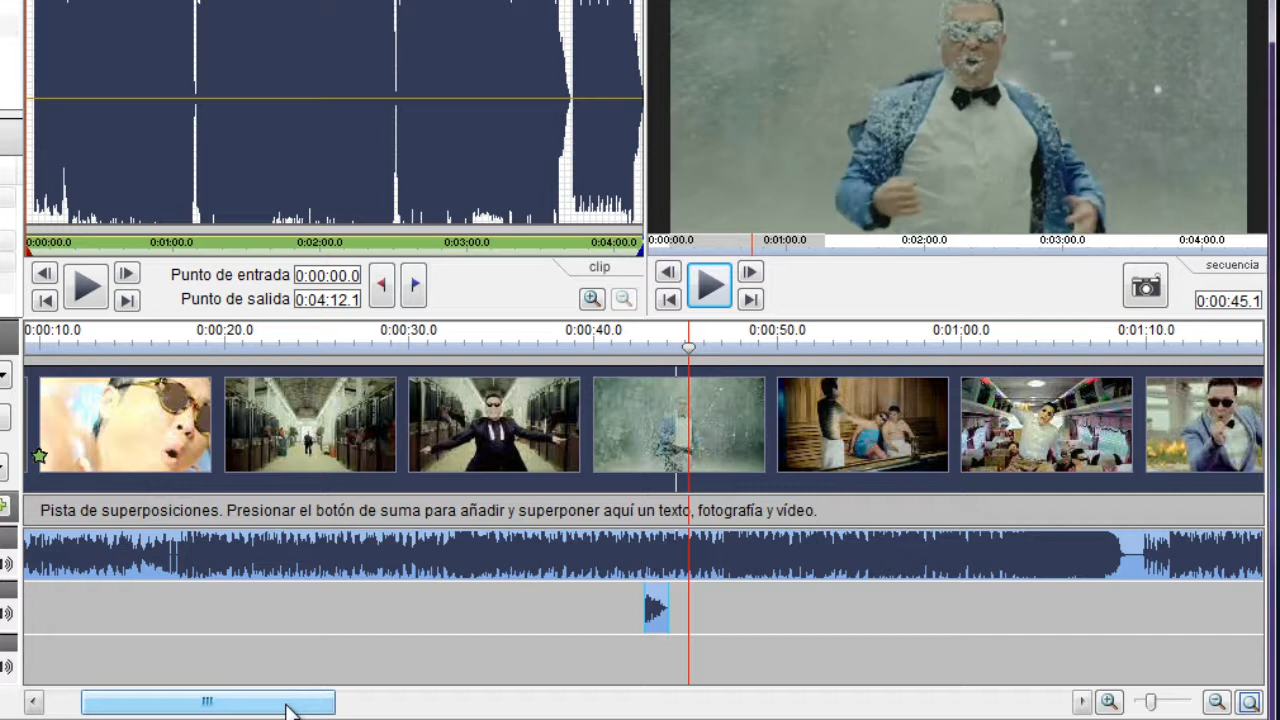 0:00:00.0 0:01:00.0 0:02:00.0 0:03:00.0 0:04:00.0
0:00:00.0 0:01:00.0 0:02:00.0 0:03:00.0 0:04:00.0
Punto de entrada 0:00:00.0
Punto de salida 0:04:12.1
clip
secuencia
0:00:45.1
0:00:10.0 0:00:20.0 0:00:30.0 0:00:40.0 0:00:50.0 0:01:00.0 0:01:10.0
Pista de superposiciones. Presionar el botón de suma para añadir y superponer aquí un texto, fotografía y vídeo.